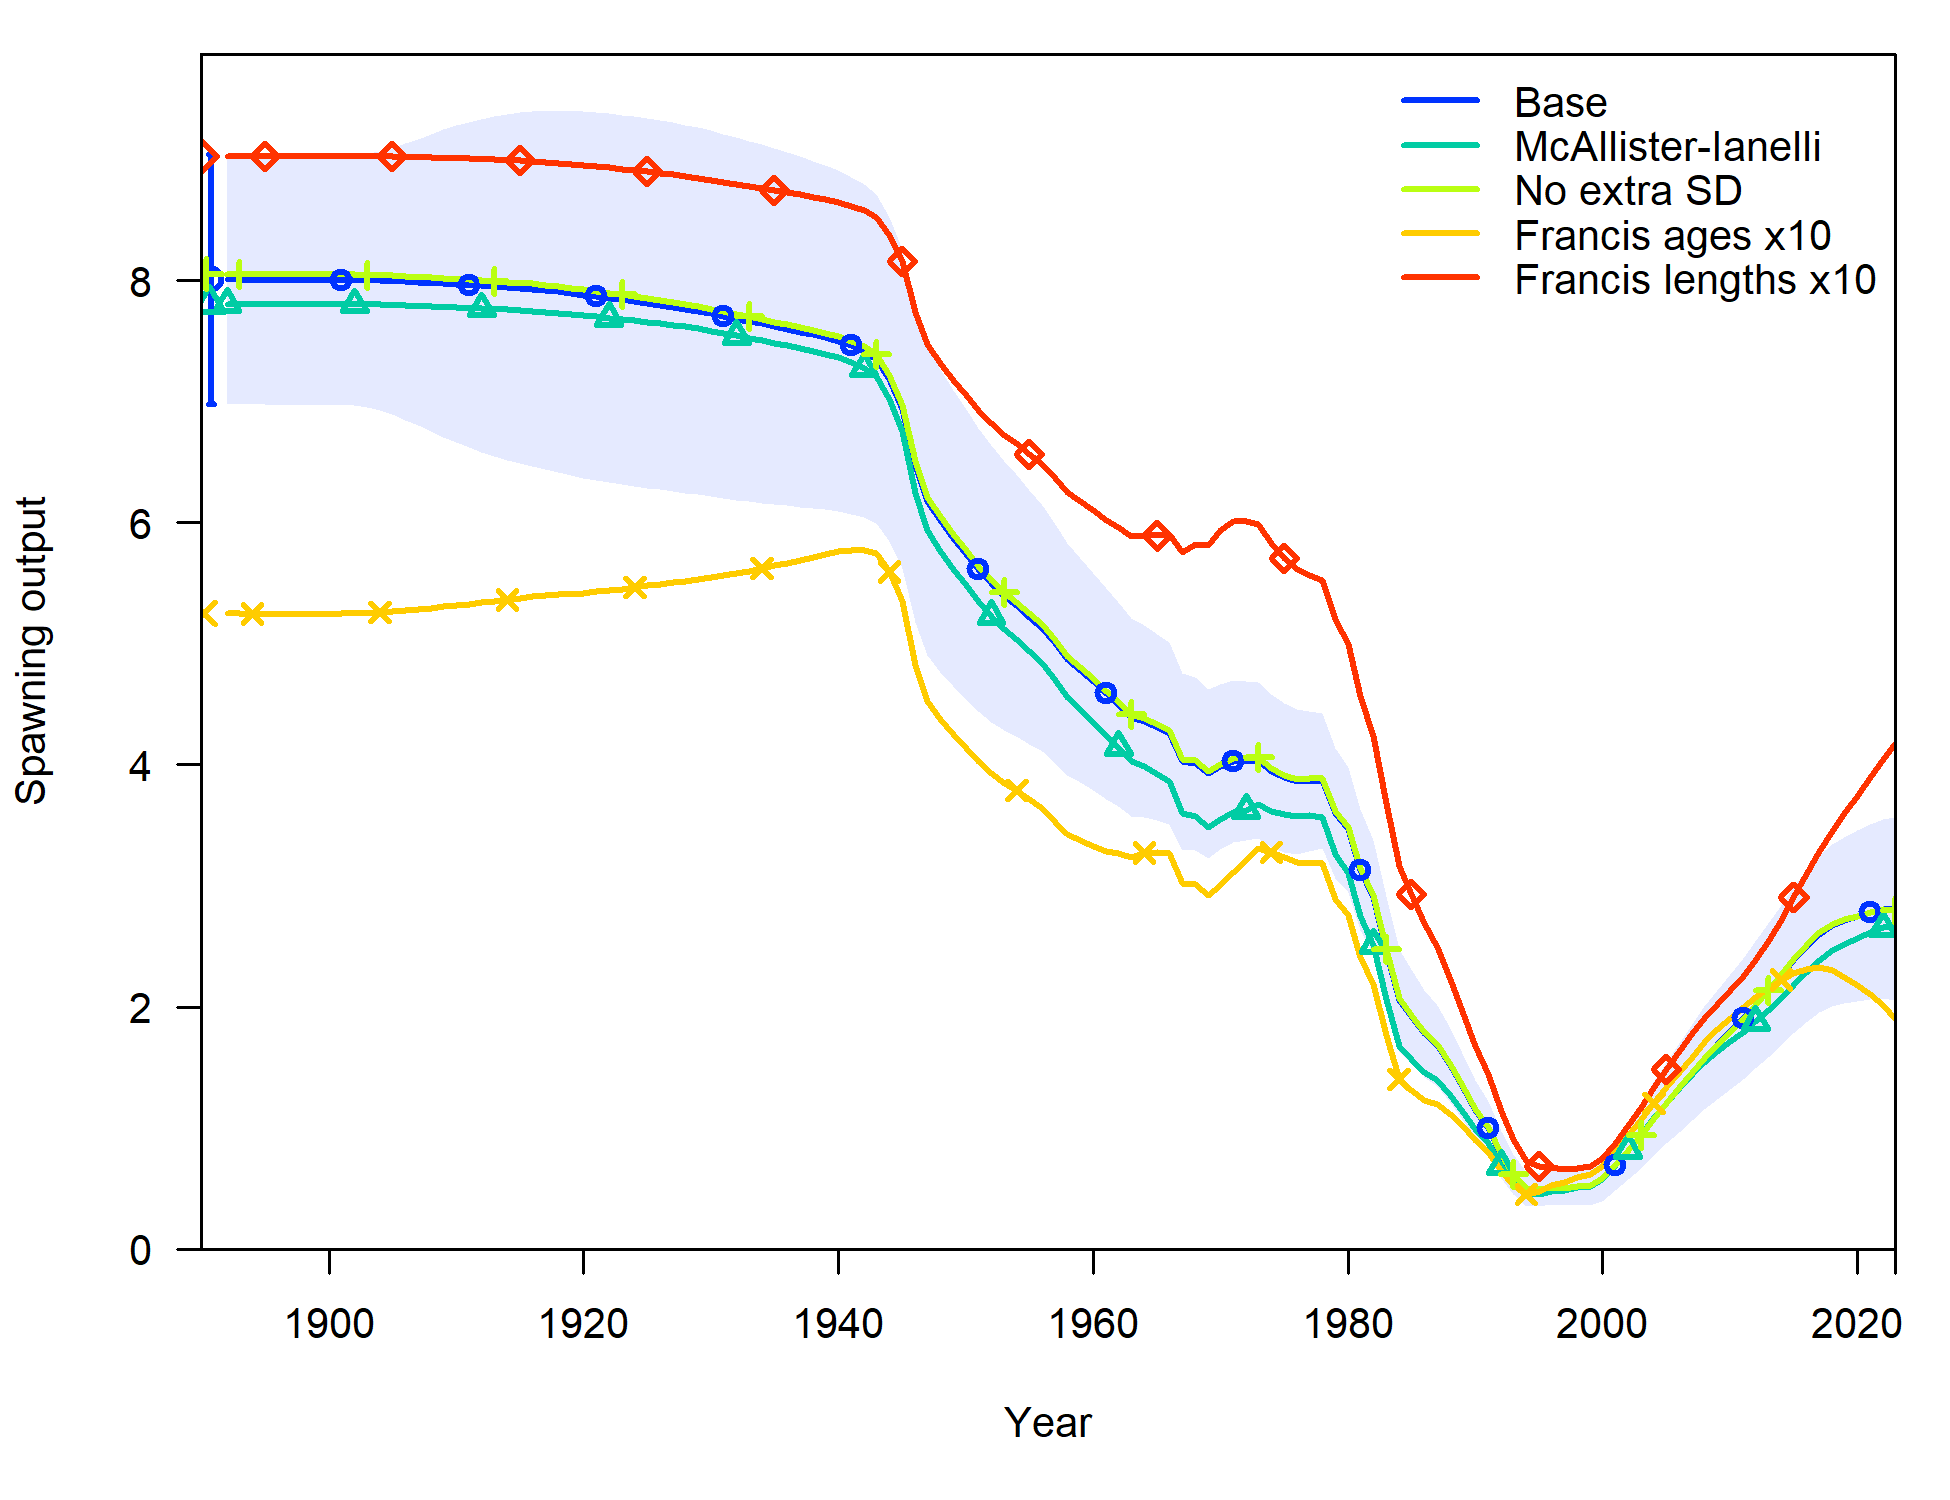 Base
McAllister-Ianelli
No extra SD
Francis ages x10
Francis lengths x10
Spawning output
8
6
4
2
0
1900 1920 1940 1960 1980 2000 2020
Year